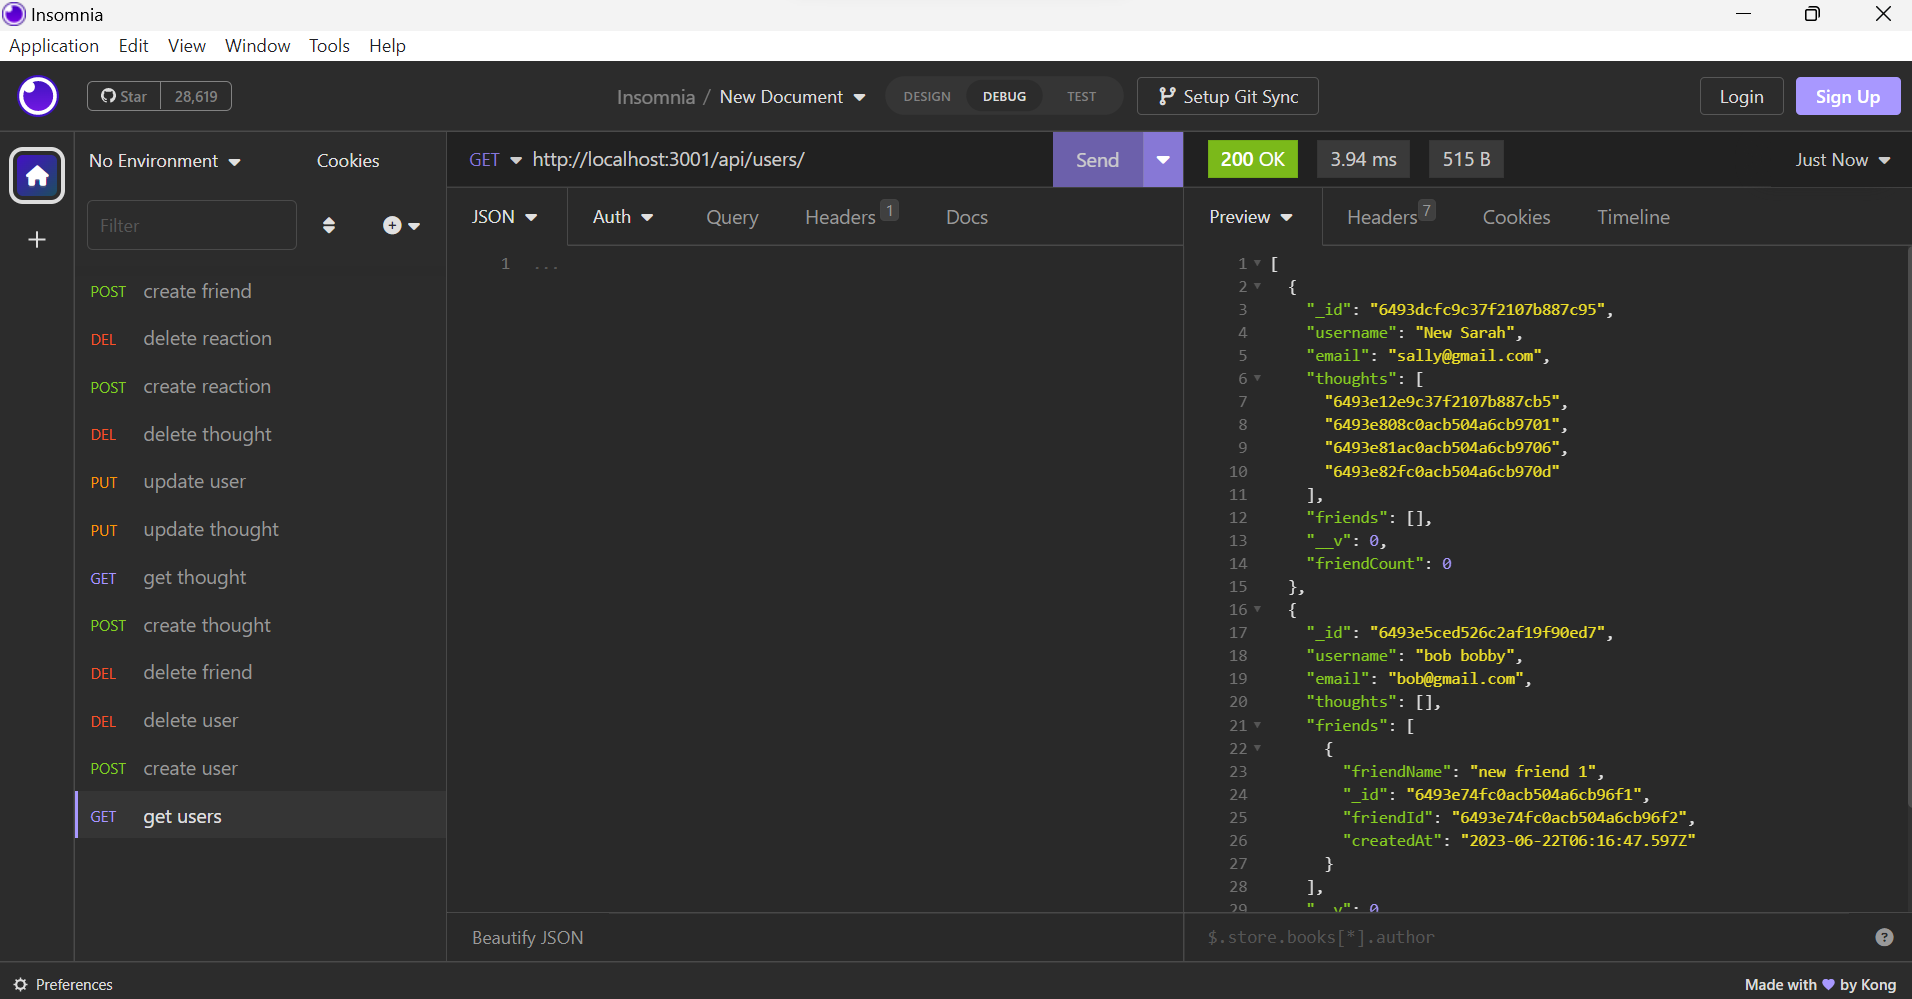 Insomnia
Application Edit View Window Tools Help
Star 28,619
Insomnia / New Document
DESIGN DEBUG TEST
Setup Git Sync
Login
Sign Up
No Environment
Cookies
Filter
POST create friend
DEL delete reaction
POST create reaction
DEL delete thought
PUT update user
PUT update thought
GET get thought
POST create thought
DEL delete friend
DEL delete user
POST create user
GET get users
GET http://localhost:3001/api/users/
Send
JSON Auth Query Headers 1 Docs
1 ...
Beautify JSON
200 OK 3.94 ms 515 B
Just Now
Preview Headers 7 Cookies Timeline
1 [
2 {
3 "_id": "6493dcfc9c37f2107b887c95",
4 "username": "New Sarah",
5 "email": "sally@gmail.com",
6 "thoughts": [
7 "6493e12e9c37f2107b887cb5",
8 "6493e808c0acb504a6cb9701",
9 "6493e81ac0acb504a6cb9706",
10 "6493e82fc0acb504a6cb970d"
11 ],
12 "friends": [],
13 "__v": 0,
14 "friendCount": 0
15 },
16 {
17 "_id": "6493e5ced526c2af19f90ed7",
18 "username": "bob bobby",
19 "email": "bob@gmail.com",
20 "thoughts": [],
21 "friends": [
22 {
23 "friendName": "new friend 1",
24 "_id": "6493e74fc0acb504a6cb96f1",
25 "friendId": "6493e74fc0acb504a6cb96f2",
26 "createdAt": "2023-06-22T06:16:47.597Z"
27 }
28 ],
29 "__v": 0
$.store.books[*].author
?
Preferences
Made with 💜 by Kong